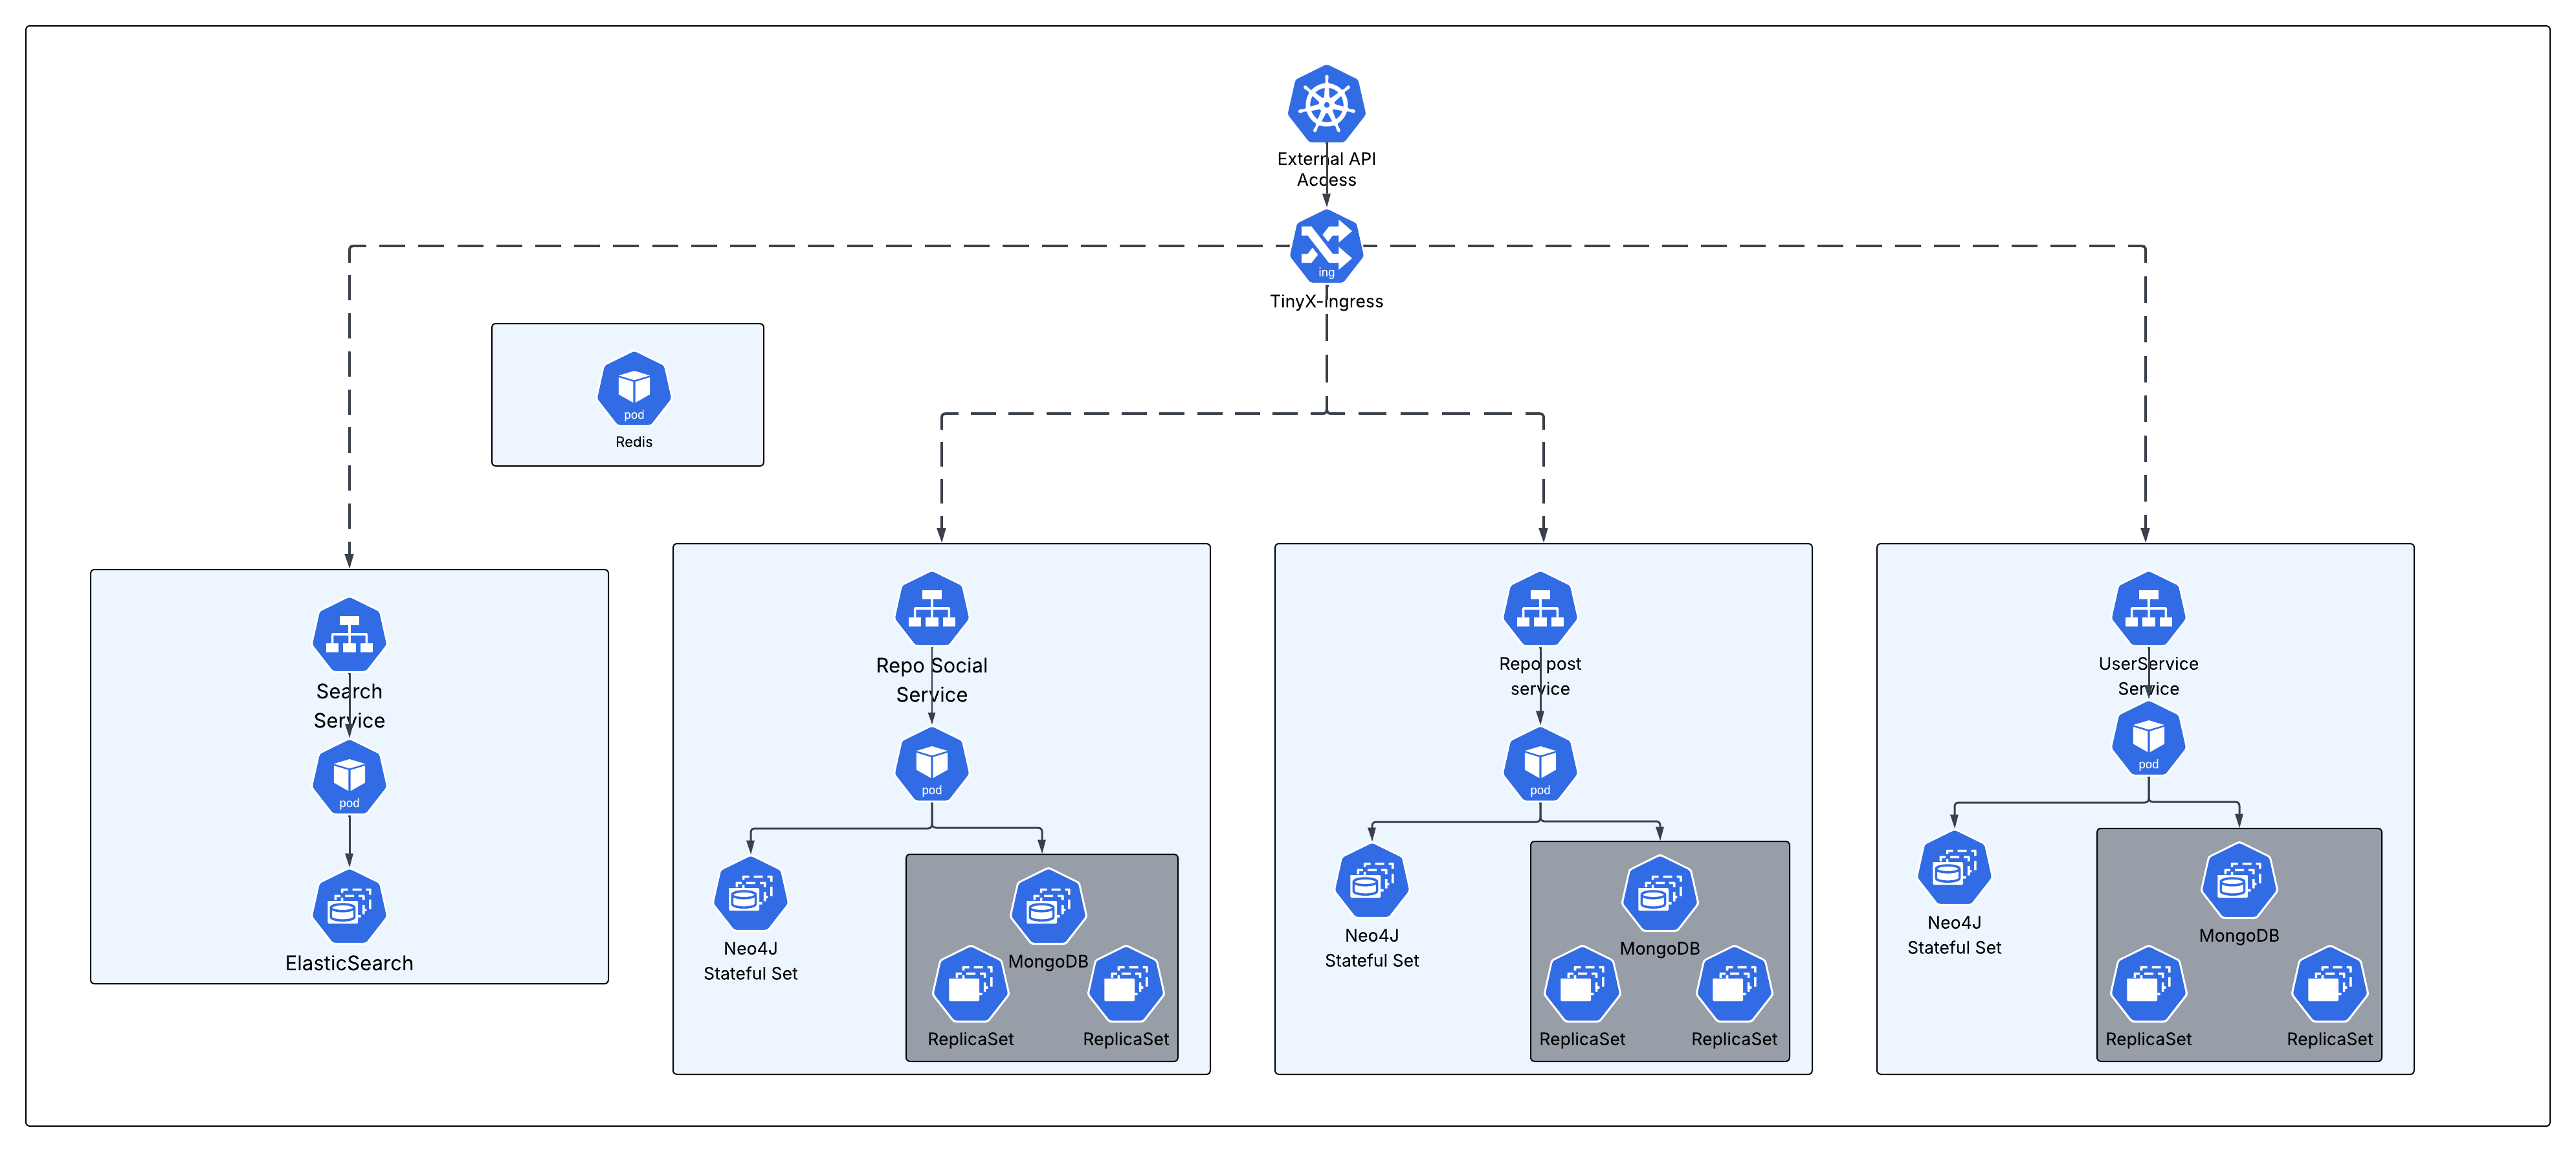 External API
Access
ing
TinyX-Ingress
pod
Redis
Search
Service
pod
ElasticSearch
Repo Social
Service
pod
Neo4J
Stateful Set
MongoDB
ReplicaSet
ReplicaSet
Repo post
service
pod
Neo4J
Stateful Set
MongoDB
ReplicaSet
ReplicaSet
UserService
Service
pod
Neo4J
Stateful Set
MongoDB
ReplicaSet
ReplicaSet